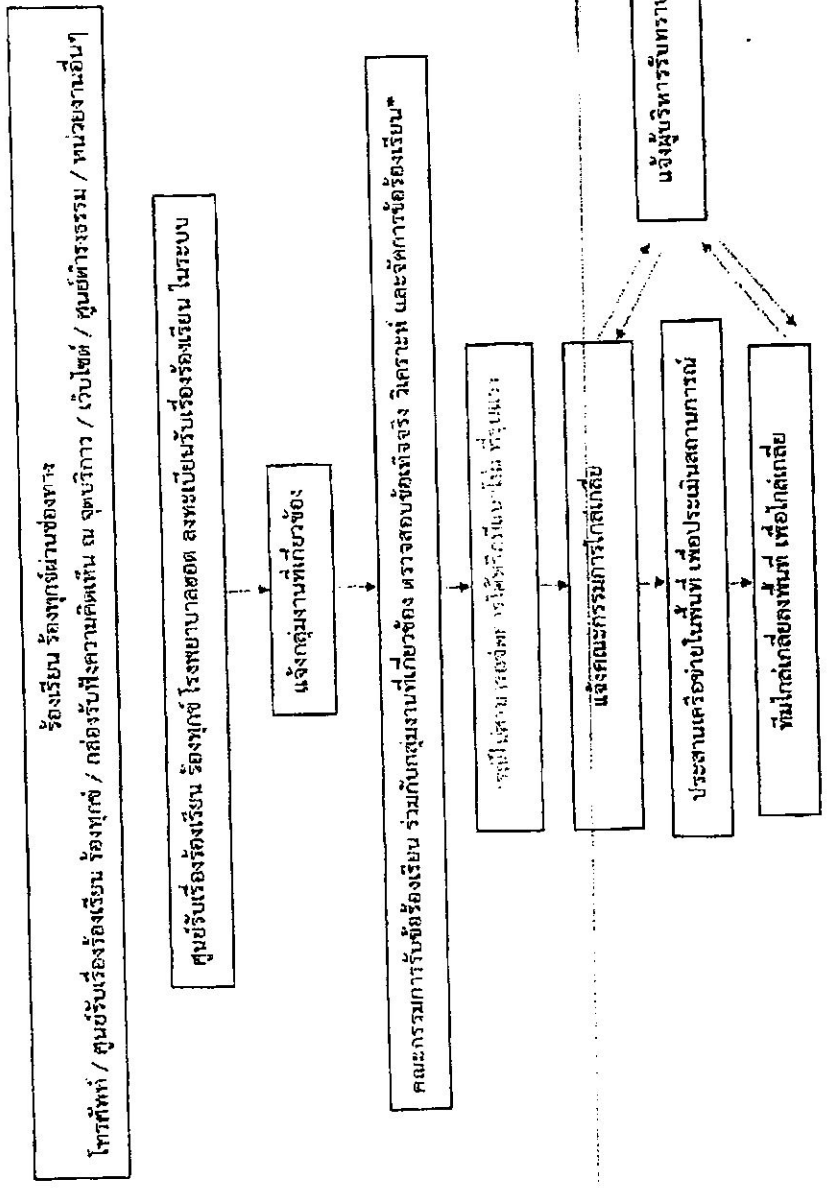 ร้องเรียน ร้องทุกข์ผ่านช่องทาง
โทรศัพท์ / ศูนย์รับเรื่องร้องเรียน ร้องทุกข์ / กล่องรับฟังความคิดเห็น ณ จุดบริการ / เว็บไซต์ / ศูนย์ดำรงธรรม / หน่วยงานอื่นๆ
ศูนย์รับเรื่องร้องเรียน ร้องทุกข์ โรงพยาบาลฮอด ลงทะเบียนรับเรื่องร้องเรียน ในระบบ
แจ้งกลุ่มงานที่เกี่ยวข้อง
คณะกรรมการรับข้อร้องเรียน ร่วมกับกลุ่มงานที่เกี่ยวข้อง ตรวจสอบข้อเท็จจริง วิเคราะห์ และจัดการข้อร้องเรียน*
แจ้งคณะกรรมการไกล่เกลี่ย
แจ้งผู้บริหารรับทราบ
ประสานเครือข่ายในพื้นที่ เพื่อประเมินสถานการณ์
ทีมไกล่เกลี่ยลงพื้นที่ เพื่อไกล่เกลี่ย